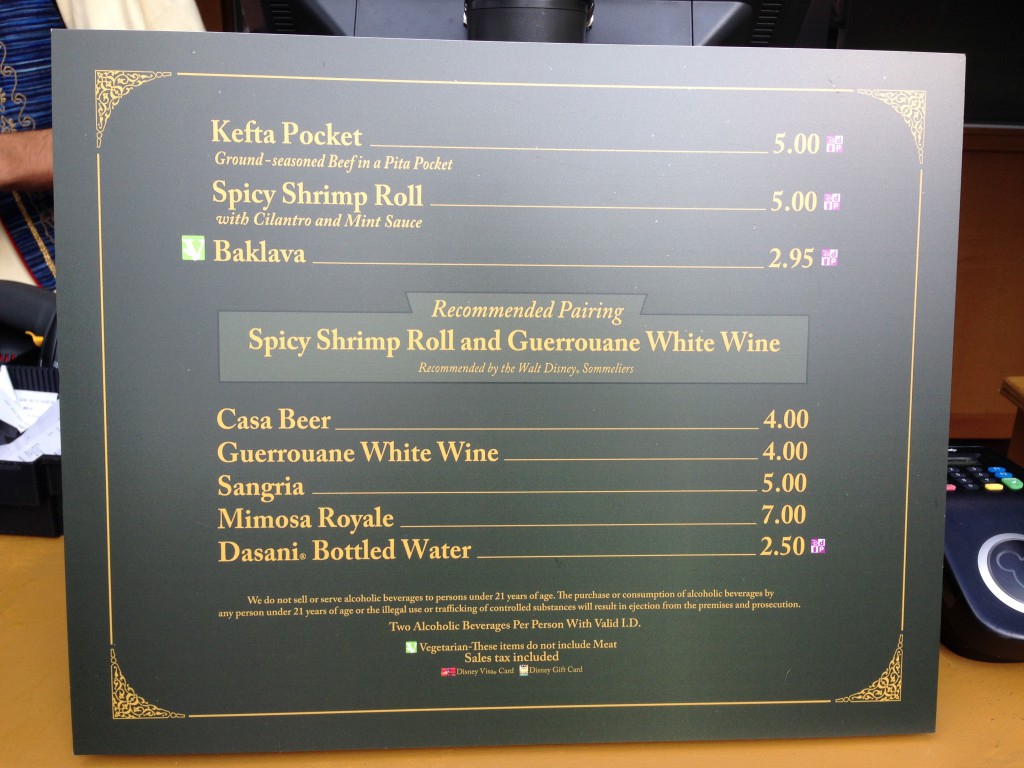 Kefta Pocket 5.00
Ground-seasoned Beef in a Pita Pocket
Spicy Shrimp Roll 5.00
with Cilantro and Mint Sauce
V Baklava 2.95
Recommended Pairing
Spicy Shrimp Roll and Guerrouane White Wine
Recommended by the Walt Disney® Sommeliers
Casa Beer 4.00
Guerrouane White Wine 4.00
Sangria 5.00
Mimosa Royale 7.00
Dasani® Bottled Water 2.50
We do not sell or serve alcoholic beverages to persons under 21 years of age. The purchase or consumption of alcoholic beverages by
any person under 21 years of age or the illegal use or trafficking of controlled substances will result in ejection from the premises and prosecution.
Two Alcoholic Beverages Per Person With Valid I.D.
V Vegetarian-These items do not include Meat
Sales tax included
Disney Visa® Card Disney Gift Card